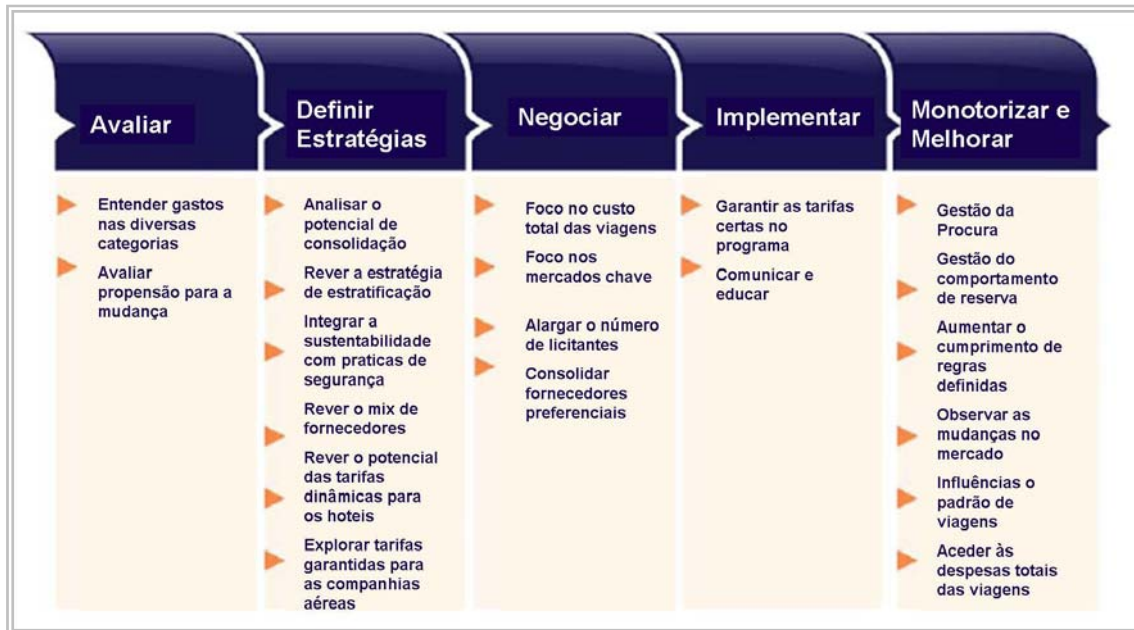 Avaliar
Definir
Estratégias
Negociar
Implementar
Monotorizar e
Melhorar
Entender gastos
nas diversas
categorias
Avaliar
propensão para a
mudança
Analisar o
potencial de
consolidação
Rever a estratégia
de estratificação
Integrar a
sustentabilidade
com praticas de
segurança
Rever o mix de
fornecedores
Rever o potencial
das tarifas
dinâmicas para
os hoteis
Explorar tarifas
garantidas para
as companhias
aéreas
Foco no custo
total das viagens
Foco nos
mercados chave
Alargar o número
de licitantes
Consolidar
fornecedores
preferenciais
Garantir as tarifas
certas no
programa
Comunicar e
educar
Gestão da
Procura
Gestão do
comportamento
de reserva
Aumentar o
cumprimento de
regras
definidas
Observar as
mudanças no
mercado
Influências o
padrão de
viagens
Aceder às
despesas totais
das viagens